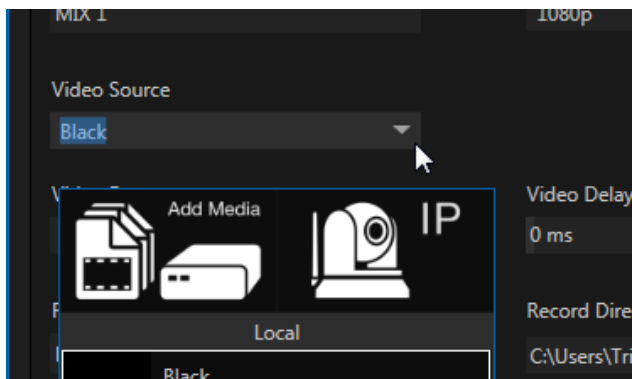 MIX 1
1080p
Video Source
Black
Video Delay
0 ms
Add Media
IP
Record Dire
Local
C:\Users\Tri
Black